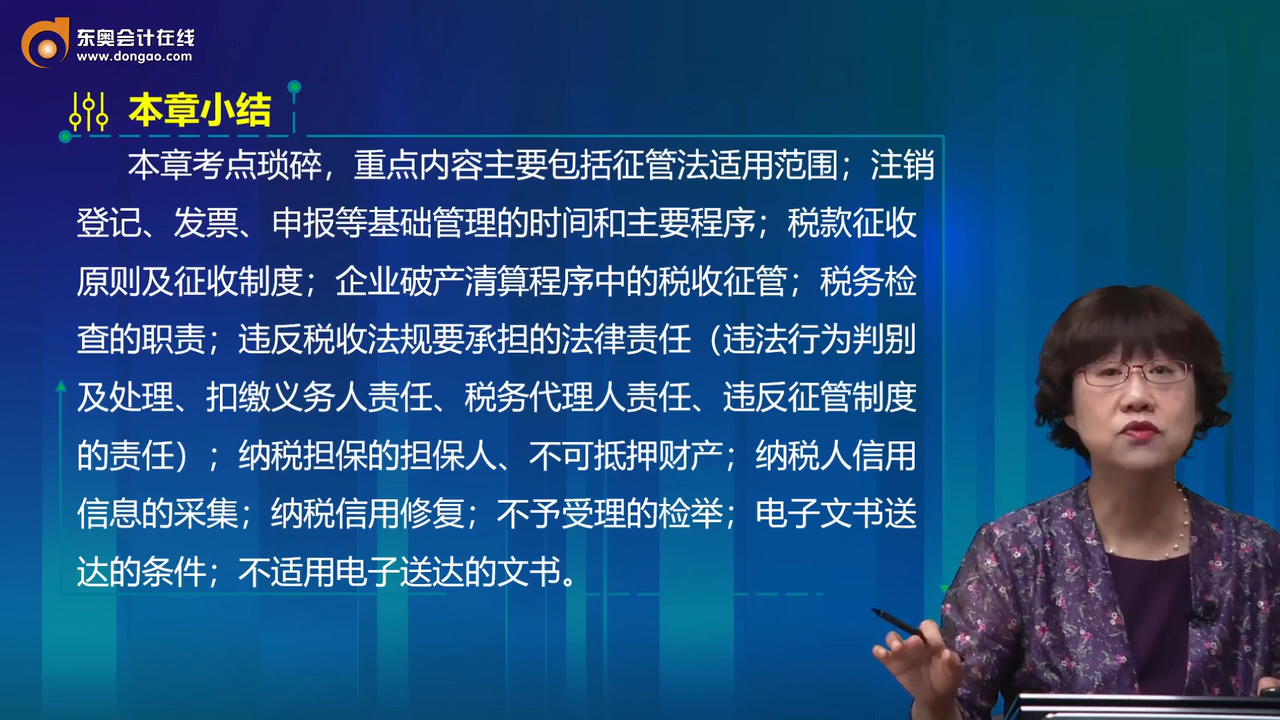 东奥会计在线
www.dongao.com
本章小结
本章考点琐碎，重点内容主要包括征管法适用范围；注销
登记、发票、申报等基础管理的时间和主要程序；税款征收
原则及征收制度；企业破产清算程序中的税收征管；税务检
查的职责；违反税收法规要承担的法律责任（违法行为判别
及处理、扣缴义务人责任、税务代理人责任、违反征管制度
的责任）；纳税担保的担保人、不可抵押财产；纳税人信用
信息的采集；纳税信用修复；不予受理的检举；电子文书送
达的条件；不适用电子送达的文书。